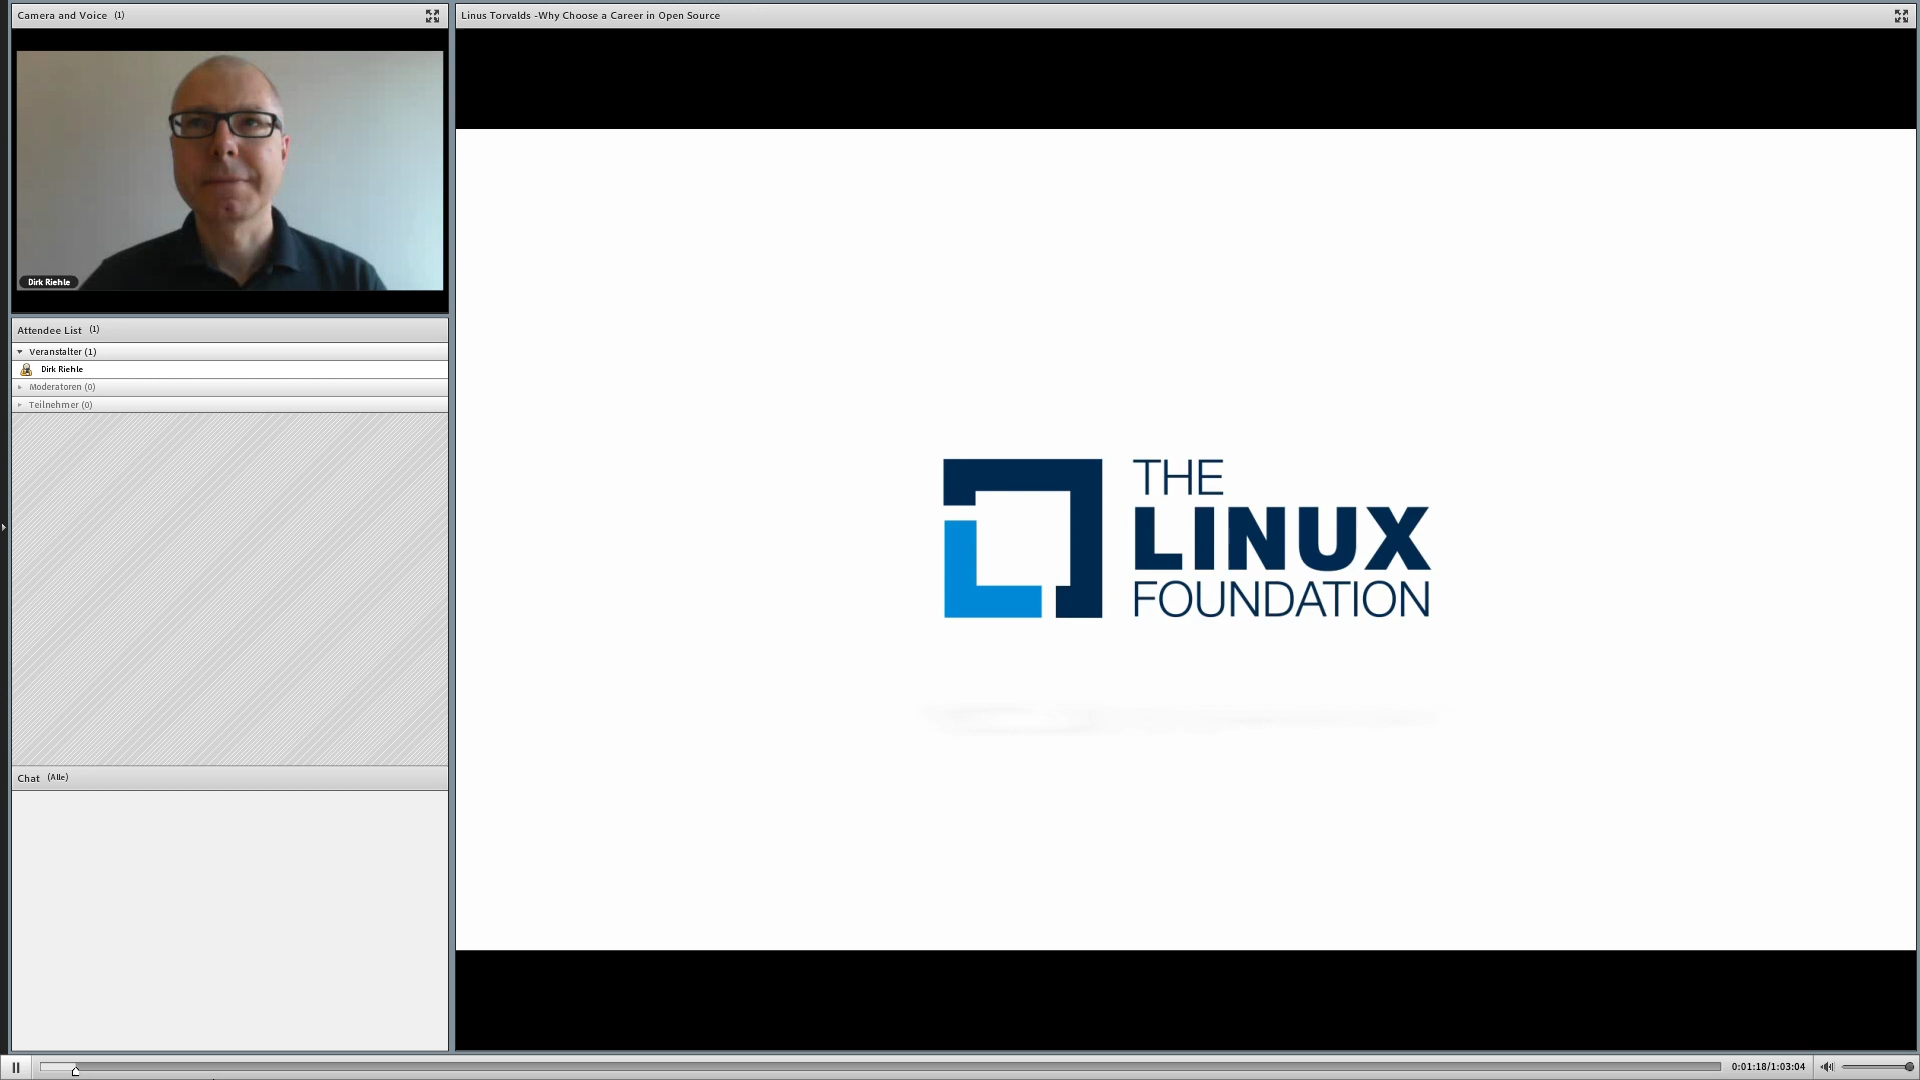 Camera and Voice (1)
Linus Torvalds -Why Choose a Career in Open Source
Dirk Riehle
Attendee List (1)
Veranstalter (1)
Dirk Riehle
Moderatoren (0)
Teilnehmer (0)
THE
LINUX
FOUNDATION
Chat (Alle)
0:01:18/1:03:04